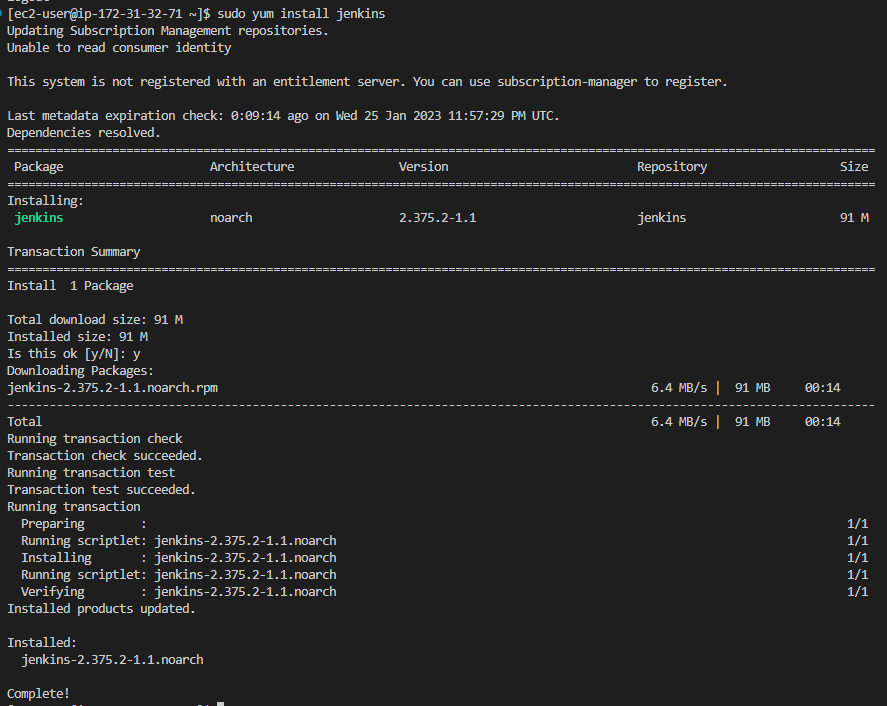 [ec2-user@ip-172-31-32-71 ~]$ sudo yum install jenkins
Updating Subscription Management repositories.
Unable to read consumer identity
This system is not registered with an entitlement server. You can use subscription-manager to register.
Last metadata expiration check: 0:09:14 ago on Wed 25 Jan 2023 11:57:29 PM UTC.
Dependencies resolved.
Package Architecture Version Repository Size
Installing:
jenkins noarch 2.375.2-1.1 jenkins 91 M
Transaction Summary
Install 1 Package
Total download size: 91 M
Installed size: 91 M
Is this ok [y/N]: y
Downloading Packages:
jenkins-2.375.2-1.1.noarch.rpm 6.4 MB/s | 91 MB 00:14
Total 6.4 MB/s | 91 MB 00:14
Running transaction check
Transaction check succeeded.
Running transaction test
Transaction test succeeded.
Running transaction
Preparing : 1/1
Running scriptlet: jenkins-2.375.2-1.1.noarch 1/1
Installing : jenkins-2.375.2-1.1.noarch 1/1
Running scriptlet: jenkins-2.375.2-1.1.noarch 1/1
Verifying : jenkins-2.375.2-1.1.noarch 1/1
Installed products updated.
Installed:
jenkins-2.375.2-1.1.noarch
Complete!